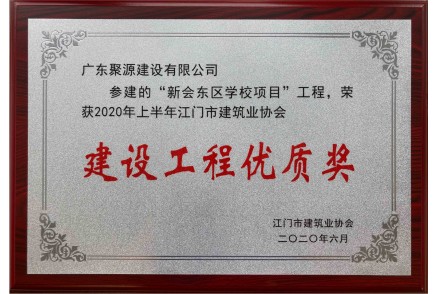 广东聚源建设有限公司
参建的“新会东区学校项目”工程，荣
获2020年上半年江门市建筑业协会
建设工程优质奖
江门市建筑业协会
二〇二〇年六月